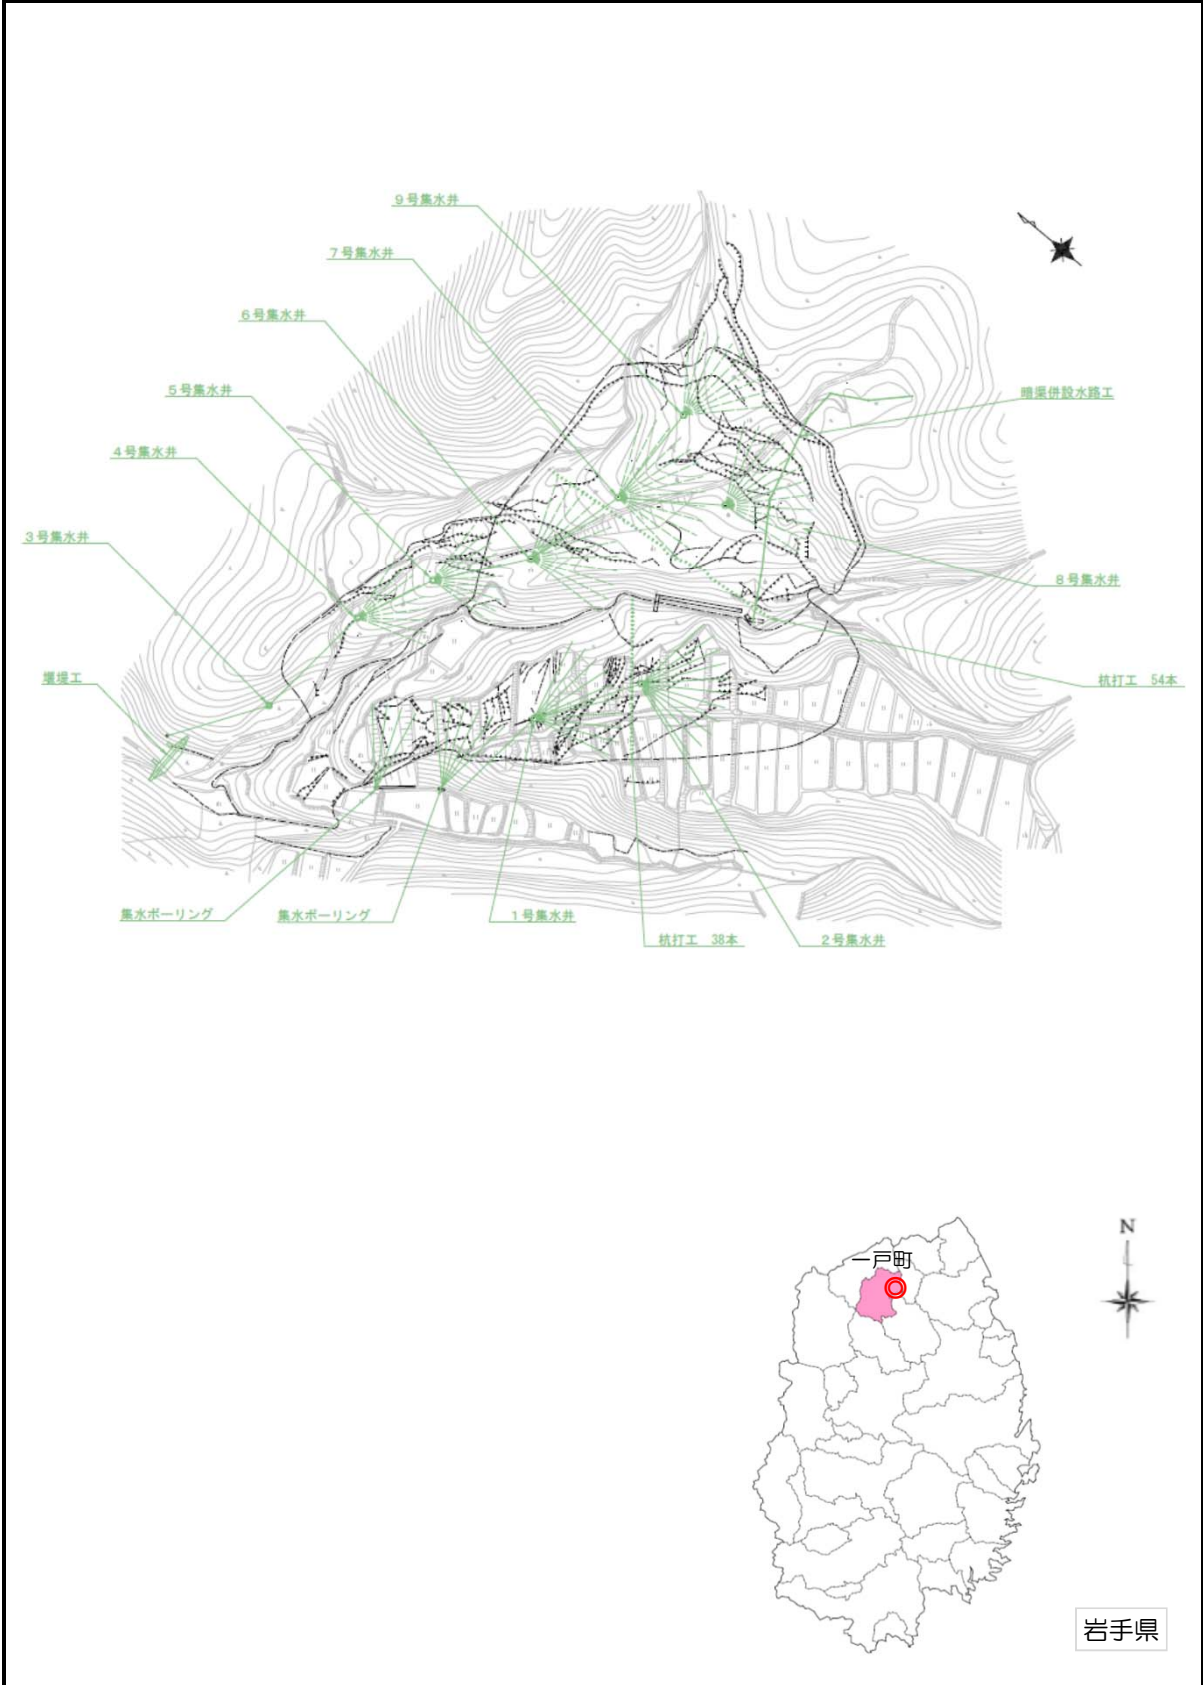 9号集水井
7号集水井
6号集水井
5号集水井
暗渠併設水路工
4号集水井
3号集水井
8号集水井
堰堤工
杭打工 54本
集水ボーリング
集水ボーリング
1号集水井
杭打工 38本
2号集水井
N
一戸町
岩手県